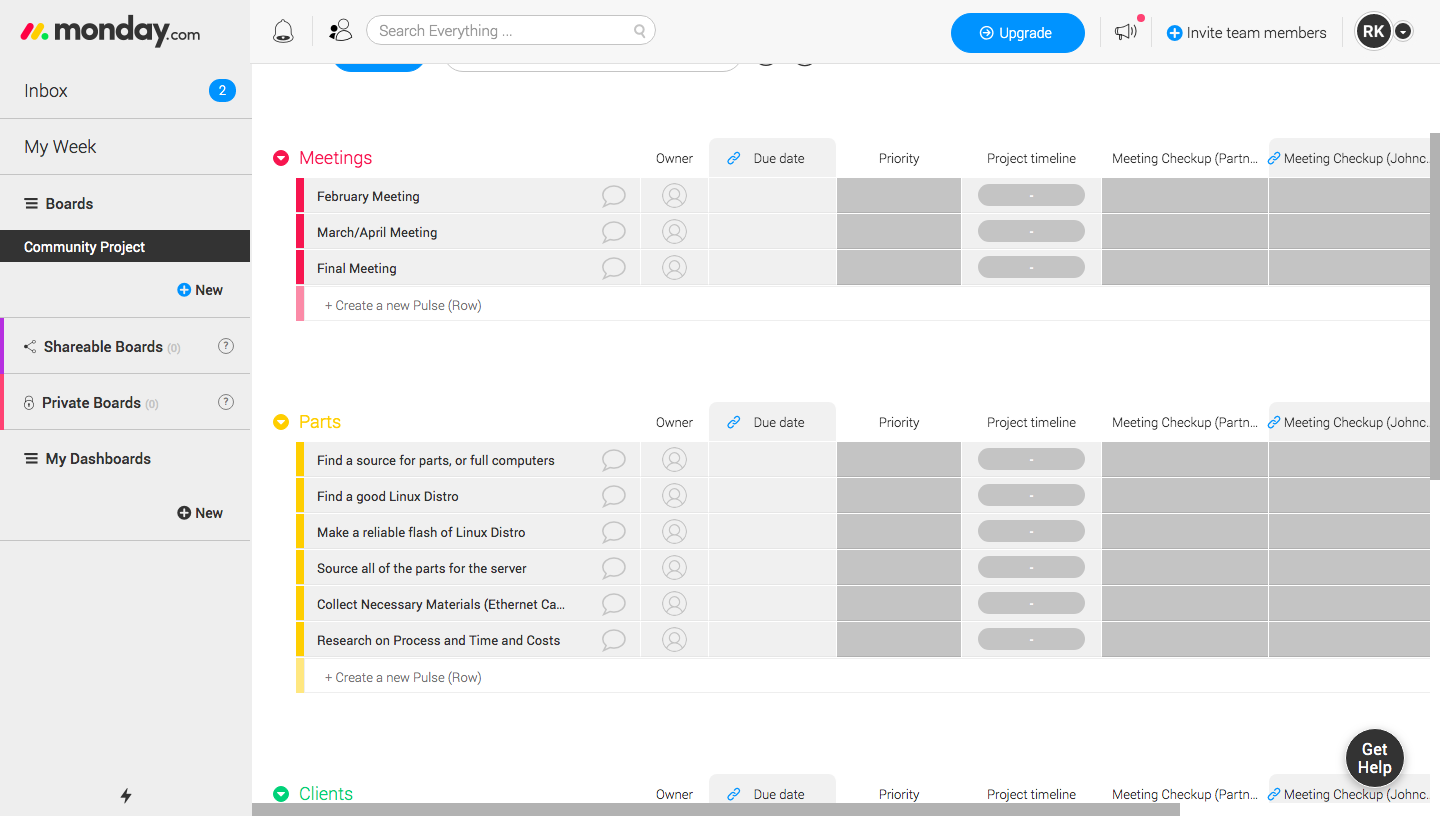 monday.com
Search Everything ...
Upgrade
Invite team members
RK
Inbox
2
My Week
Boards
Community Project
New
Shareable Boards (0)
?
Private Boards (0)
?
My Dashboards
New
Meetings Owner Due date Priority Project timeline Meeting Checkup (Partn... Meeting Checkup (Johnc.
February Meeting -
March/April Meeting -
Final Meeting -
+ Create a new Pulse (Row)
Parts Owner Due date Priority Project timeline Meeting Checkup (Partn... Meeting Checkup (Johnc.
Find a source for parts, or full computers -
Find a good Linux Distro -
Make a reliable flash of Linux Distro -
Source all of the parts for the server -
Collect Necessary Materials (Ethernet Ca... -
Research on Process and Time and Costs -
+ Create a new Pulse (Row)
Get
Help
Clients Owner Due date Priority Project timeline Meeting Checkup (Partn... Meeting Checkup (Johnc.